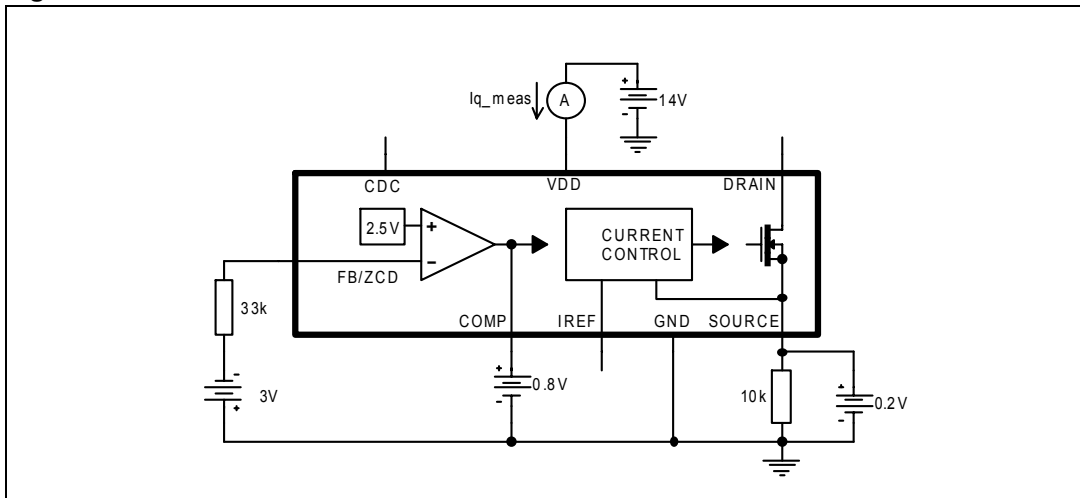 Iq_meas
A
+
-
14V
CDC
VDD
DRAIN
2.5V
+
-
CURRENT
CONTROL
FB/ZCD
33k
COMP
IREF
GND
SOURCE
-
+
3V
+
-
0.8V
10k
+
-
0.2V